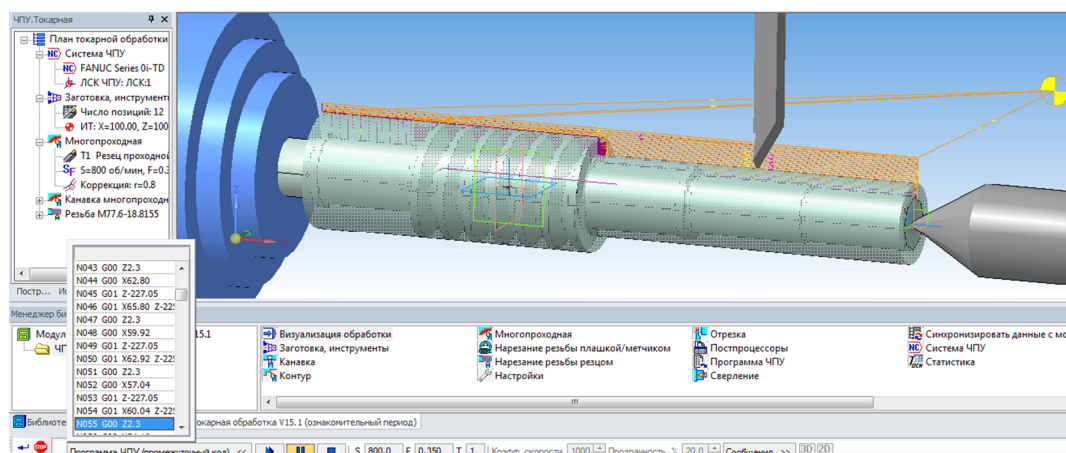 ЧПУ.Токарная
План токарной обработки
Система ЧПУ
FANUC Series 0i-TD
ЛСК ЧПУ: ЛСК:1
Заготовка, инструменты
Число позиций: 12
ИТ: X=100.00, Z=100
Многопроходная
T1 Резец проходной
S=800 об/мин, F=0.3
Коррекция: r=0.8
Канавка многопроходн
Резьба M77.6-18.8155
Постр...
N043 G00 Z2.3
N044 G00 X62.80
N045 G01 Z-227.05
N046 G01 X65.80 Z-225
N047 G00 Z2.3
N048 G00 X59.92
N049 G01 Z-227.05
N050 G01 X62.92 Z-225
N051 G00 Z2.3
N052 G00 X57.04
N053 G01 Z-227.05
N054 G01 X60.04 Z-225
N055 G00 Z2.3
Менеджер би
Модул
15.1
ЧП
Визуализация обработки
Заготовка, инструменты
Канавка
Контур
Многопроходная
Нарезание резьбы плашкой/метчиком
Нарезание резьбы резцом
Настройки
Отрезка
Постпроцессоры
Программа ЧПУ
Сверление
Синхронизировать данные с мо
Система ЧПУ
Статистика
Библиоте
окарная обработка V15.1 (ознакомительный период)
Программа ЧПУ (промежуточный код) << S 800.0 F 0.350 T 1 Коэфф. скорости 1000. Прозрачность % 20.0 Сообщения >> 3D 2D